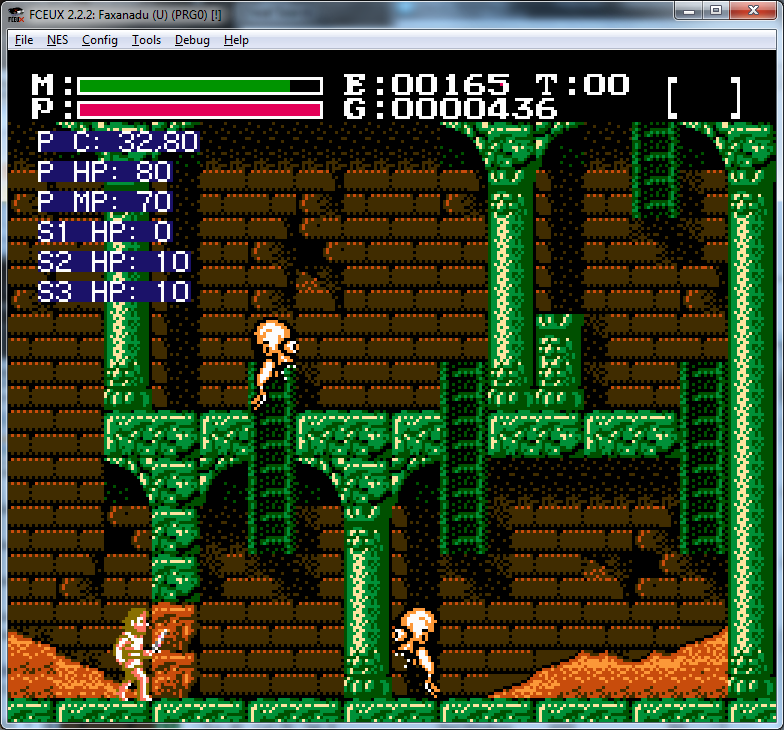 FCEUX 2.2.2: Faxanadu (U) (PRG0) [!]
File NES Config Tools Debug Help
M: E:00165 T:00
P: G:0000436
P C: 32.80
P HP: 80
P MP: 70
S1 HP: 0
S2 HP: 10
S3 HP: 10